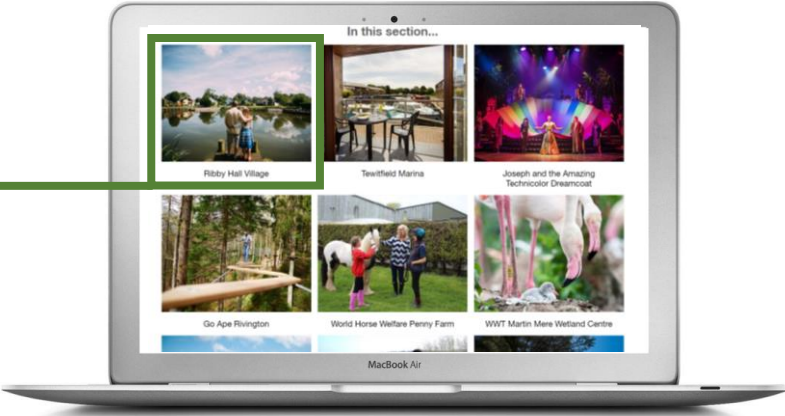 In this section...
Ribby Hall Village
Tewitfield Marina
Joseph and the Amazing
Technicolor Dreamcoat
Go Ape Rivington
World Horse Welfare Penny Farm
WWT Martin Mere Wetland Centre
MacBook Air